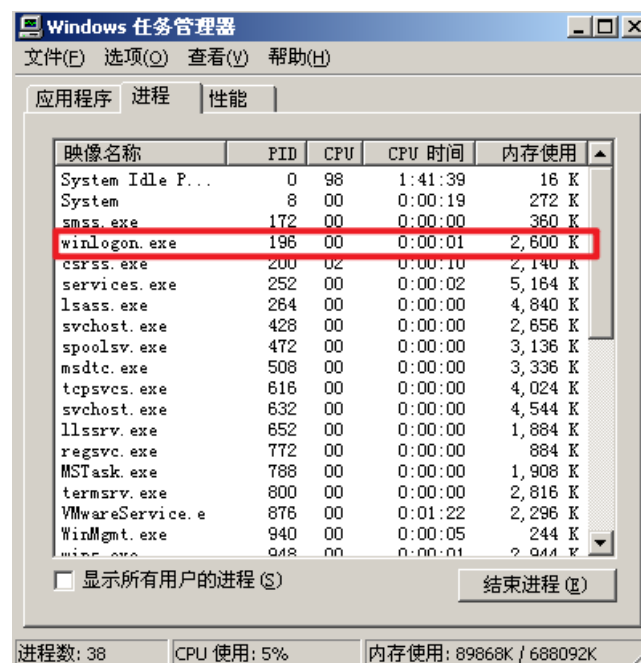 Windows 任务管理器
文件(F) 选项(O) 查看(V) 帮助(H)
应用程序 进程 性能
映像名称 PID CPU CPU 时间 内存使用
System Idle P... 0 98 1:41:39 16 K
System 8 00 0:00:19 272 K
smss.exe 172 00 0:00:00 360 K
winlogon.exe 196 00 0:00:01 2,600 K
csrss.exe 200 02 0:00:10 2,140 K
services.exe 252 00 0:00:02 5,164 K
lsass.exe 264 00 0:00:00 4,840 K
svchost.exe 428 00 0:00:00 2,656 K
spoolsv.exe 472 00 0:00:00 3,136 K
msdtc.exe 508 00 0:00:00 3,336 K
tcpsvcs.exe 616 00 0:00:00 4,024 K
svchost.exe 632 00 0:00:00 4,544 K
llssrv.exe 652 00 0:00:00 1,884 K
regsvc.exe 772 00 0:00:00 884 K
MSTask.exe 788 00 0:00:00 1,908 K
termsrv.exe 800 00 0:00:00 2,816 K
VMwareService.e 876 00 0:01:22 2,296 K
WinMgmt.exe 940 00 0:00:05 244 K
948 00 0:00:01 2,944 K
显示所有用户的进程(S) 结束进程(E)
进程数: 38 CPU 使用: 5% 内存使用: 89868K / 688092K